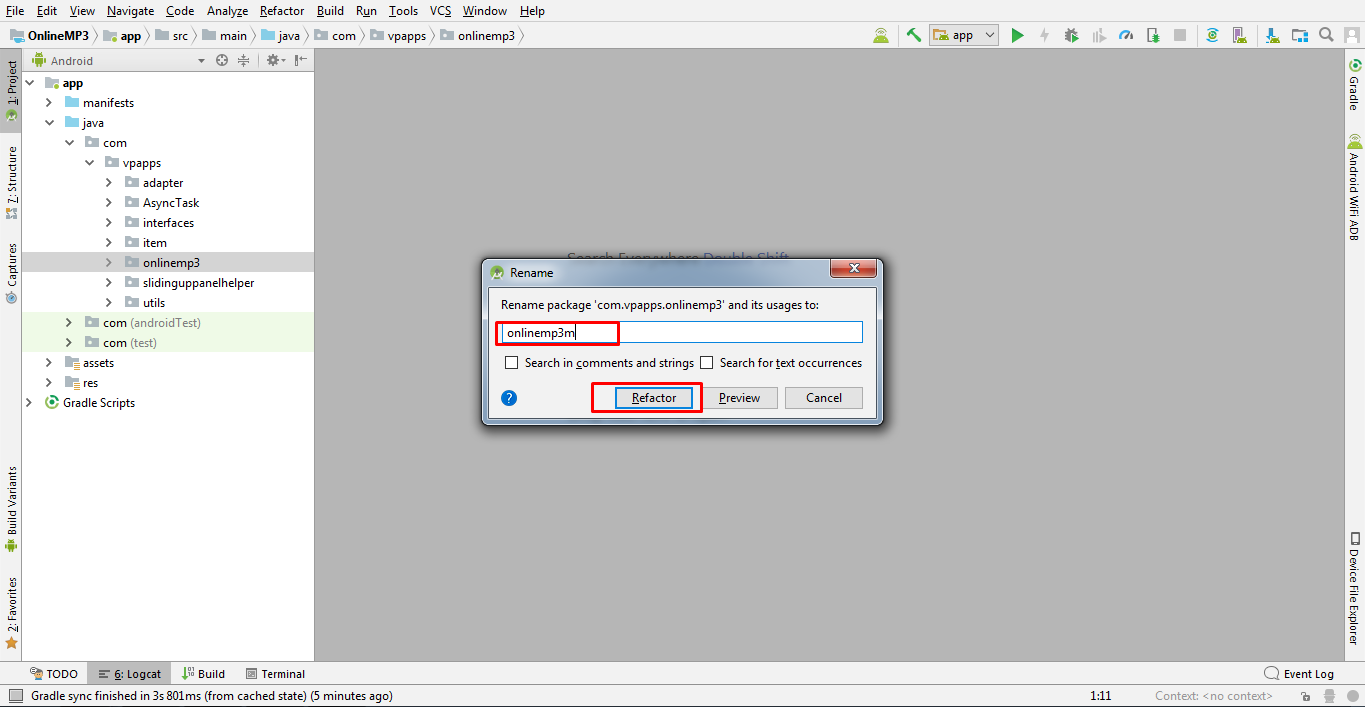 File Edit View Navigate Code Analyze Refactor Build Run Tools VCS Window Help
OnlineMP3 app src main java com vpapps onlinemp3 app
1: Project
7: Structure
Captures
Build Variants
2: Favorites
Android
app
manifests
java
com
vpapps
adapter
AsyncTask
interfaces
item
onlinemp3
slidinguppanelhelper
utils
com (androidTest)
com (test)
assets
res
Gradle Scripts
Search Everywhere Double Shift
Rename
Rename package 'com.vpapps.onlinemp3' and its usages to:
onlinemp3m
Search in comments and strings Search for text occurrences
? Refactor Preview Cancel
Gradle
Android WiFi ADB
Device File Explorer
TODO 6: Logcat Build Terminal Event Log
Gradle sync finished in 3s 801ms (from cached state) (5 minutes ago) 1:11 Context: <no context>